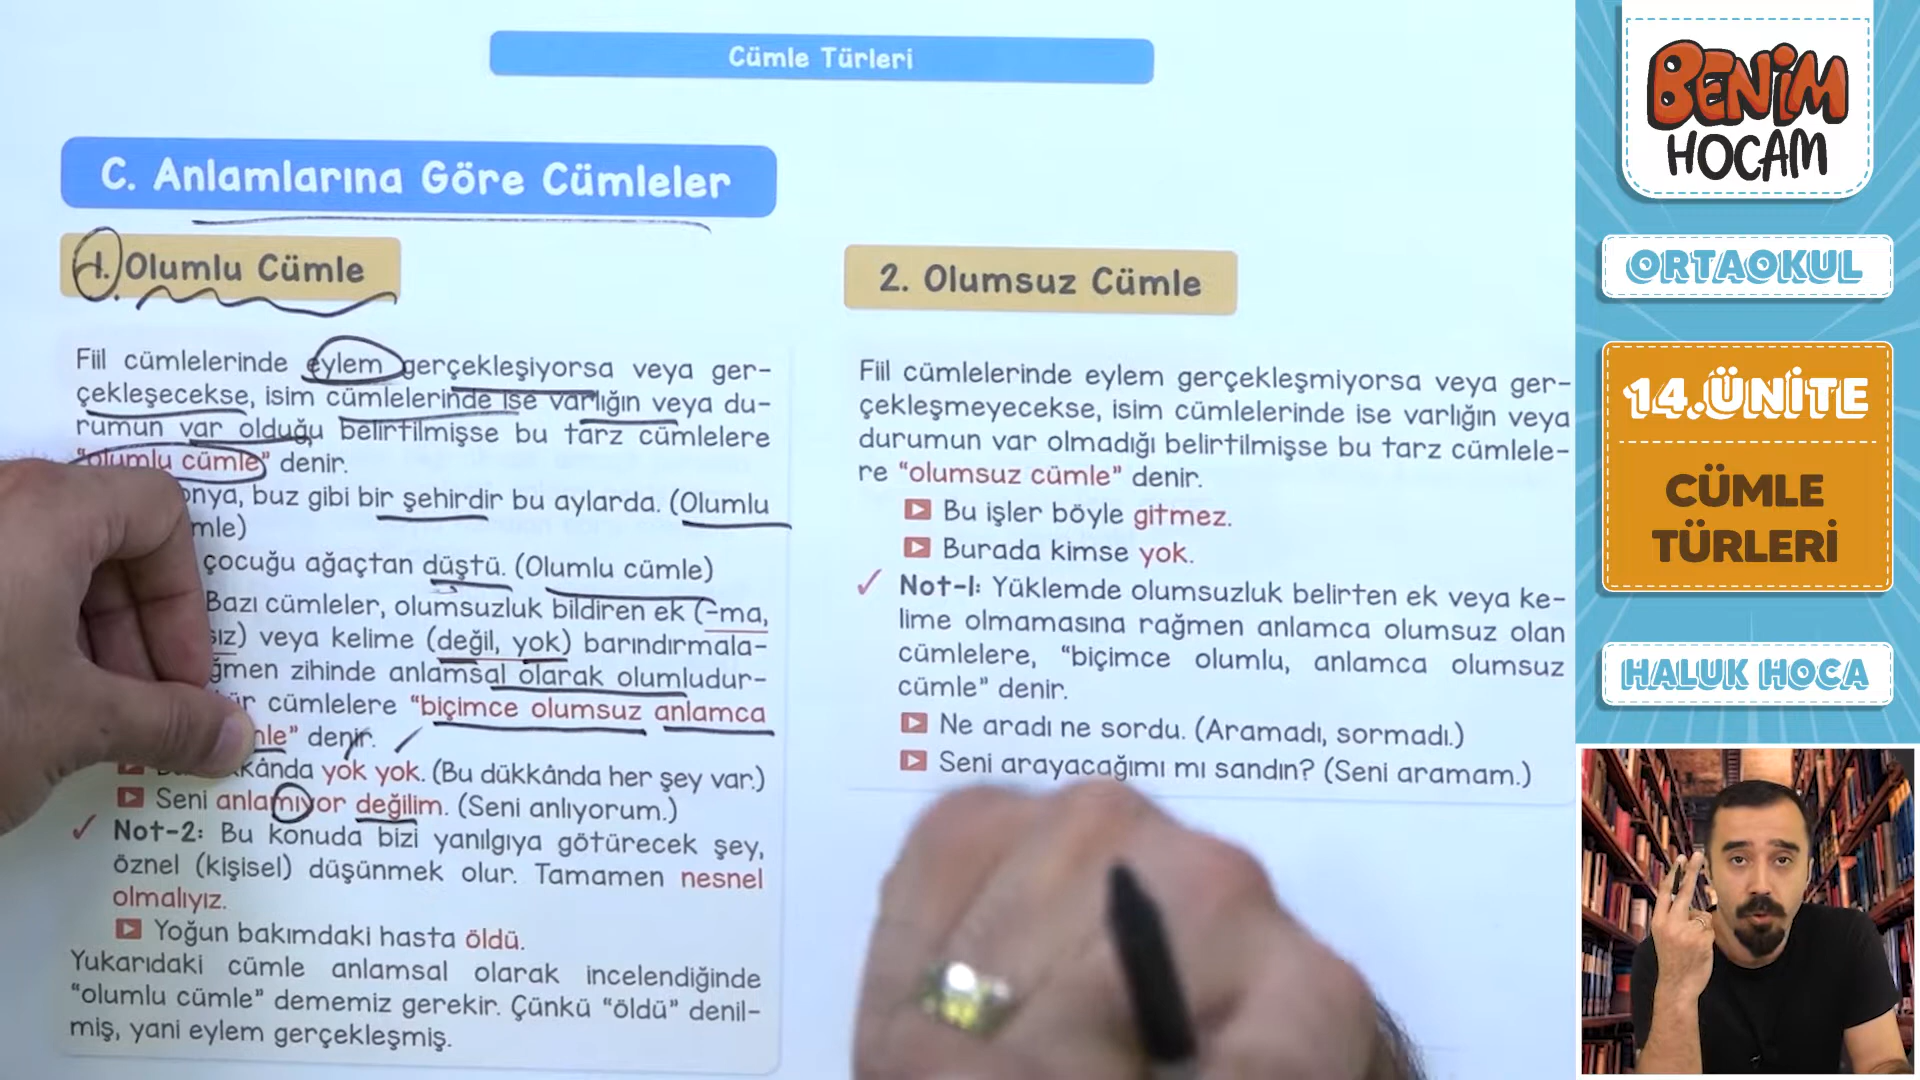 Cümle Türleri
C. Anlamlarına Göre Cümleler
1. Olumlu Cümle
Fiil cümlelerinde eylem gerçekleşiyorsa veya ger-
çekleşecekse, isim cümlelerinde ise varlığın veya du-
rumun var olduğu belirtilmişse bu tarz cümlelere
"olumlu cümle" denir.
buz gibi bir şehirdir bu aylarda. (Olumlu
çocuğu ağaçtan düştü. (Olumlu cümle)
Bazı cümleler, olumsuzluk bildiren ek (-ma,
veya kelime (değil, yok) barındırmala-
zihinde anlamsal olarak olumludur-
cümlelere "biçimce olumsuz anlamca
denir.
yok yok. (Bu dükkânda her şey var.)
Seni anlamıyor değilim. (Seni anlıyorum.)
Not-2: Bu konuda bizi yanılgıya götürecek şey,
öznel (kişisel) düşünmek olur. Tamamen nesnel
olmalıyız.
Yoğun bakımdaki hasta öldü.
Yukarıdaki cümle anlamsal olarak incelendiğinde
"olumlu cümle" dememiz gerekir. Çünkü "öldü" denil-
miş, yani eylem gerçekleşmiş.
2. Olumsuz Cümle
Fiil cümlelerinde eylem gerçekleşmiyorsa veya ger-
çekleşmeyecekse, isim cümlelerinde ise varlığın veya
durumun var olmadığı belirtilmişse bu tarz cümlele-
re "olumsuz cümle" denir.
Bu işler böyle gitmez.
Burada kimse yok.
Not-1: Yüklemde olumsuzluk belirten ek veya ke-
lime olmamasına rağmen anlamca olumsuz olan
cümlelere, "biçimce olumlu, anlamca olumsuz
cümle" denir.
Ne aradı ne sordu. (Aramadı, sormadı.)
Seni arayacağımı mı sandın? (Seni aramam.)
BENİM
HOCAM
ORTAOKUL
14.ÜNİTE
CÜMLE
TÜRLERİ
HALUK HOCA